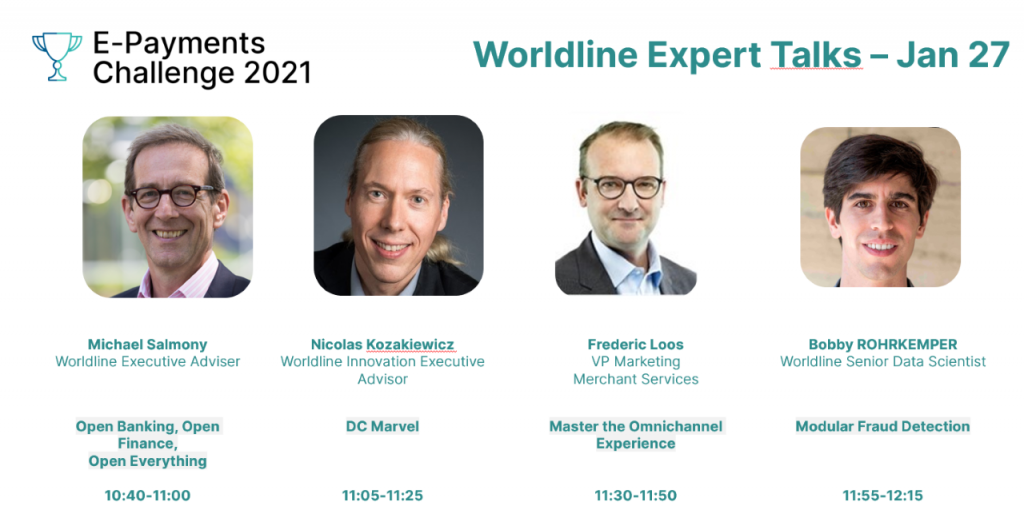 E-Payments
Challenge 2021
Worldline Expert Talks – Jan 27
Michael Salmony
Worldline Executive Adviser
Open Banking, Open
Finance,
Open Everything
10:40-11:00
Nicolas Kozakiewicz
Worldline Innovation Executive
Advisor
DC Marvel
11:05-11:25
Frederic Loos
VP Marketing
Merchant Services
Master the Omnichannel
Experience
11:30-11:50
Bobby ROHRKEMPER
Worldline Senior Data Scientist
Modular Fraud Detection
11:55-12:15